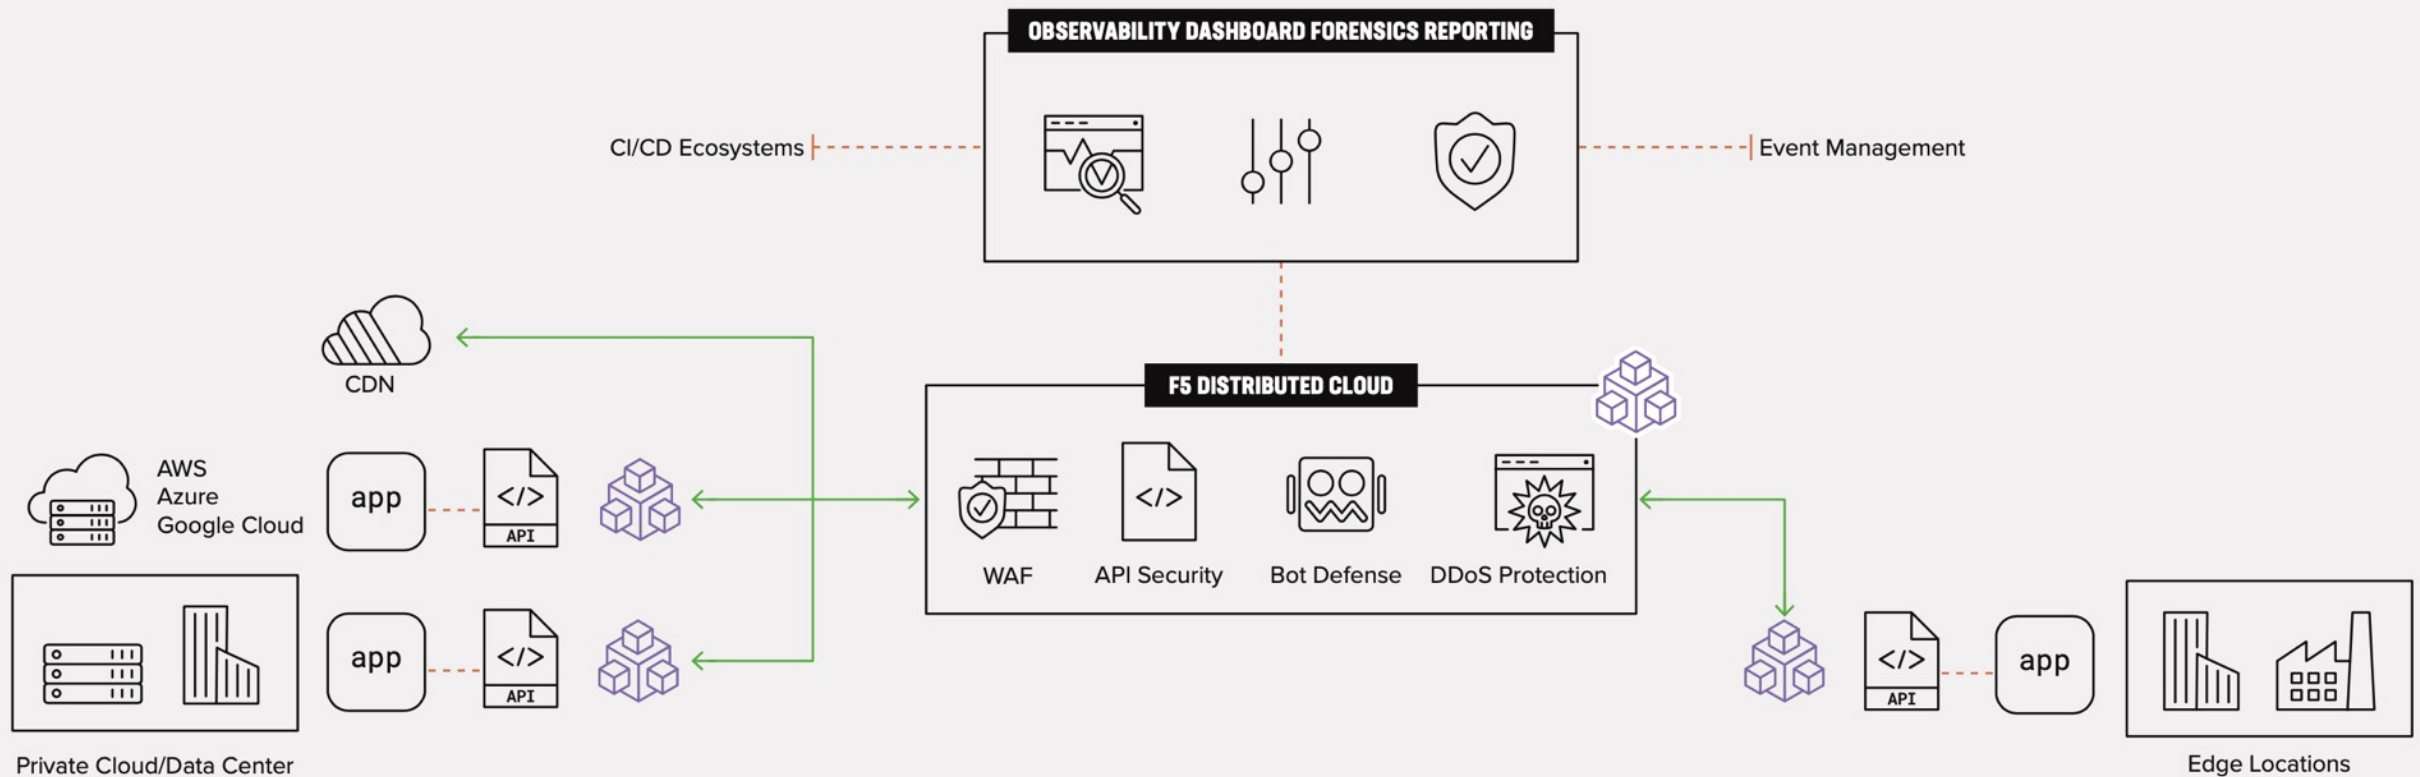 OBSERVABILITY DASHBOARD FORENSICS REPORTING
CI/CD Ecosystems
Event Management
CDN
F5 DISTRIBUTED CLOUD
AWS
Azure
Google Cloud
app
</>
API
</>
WAF
API Security
Bot Defense
DDoS Protection
app
</>
API
</>
API
app
Private Cloud/Data Center
Edge Locations